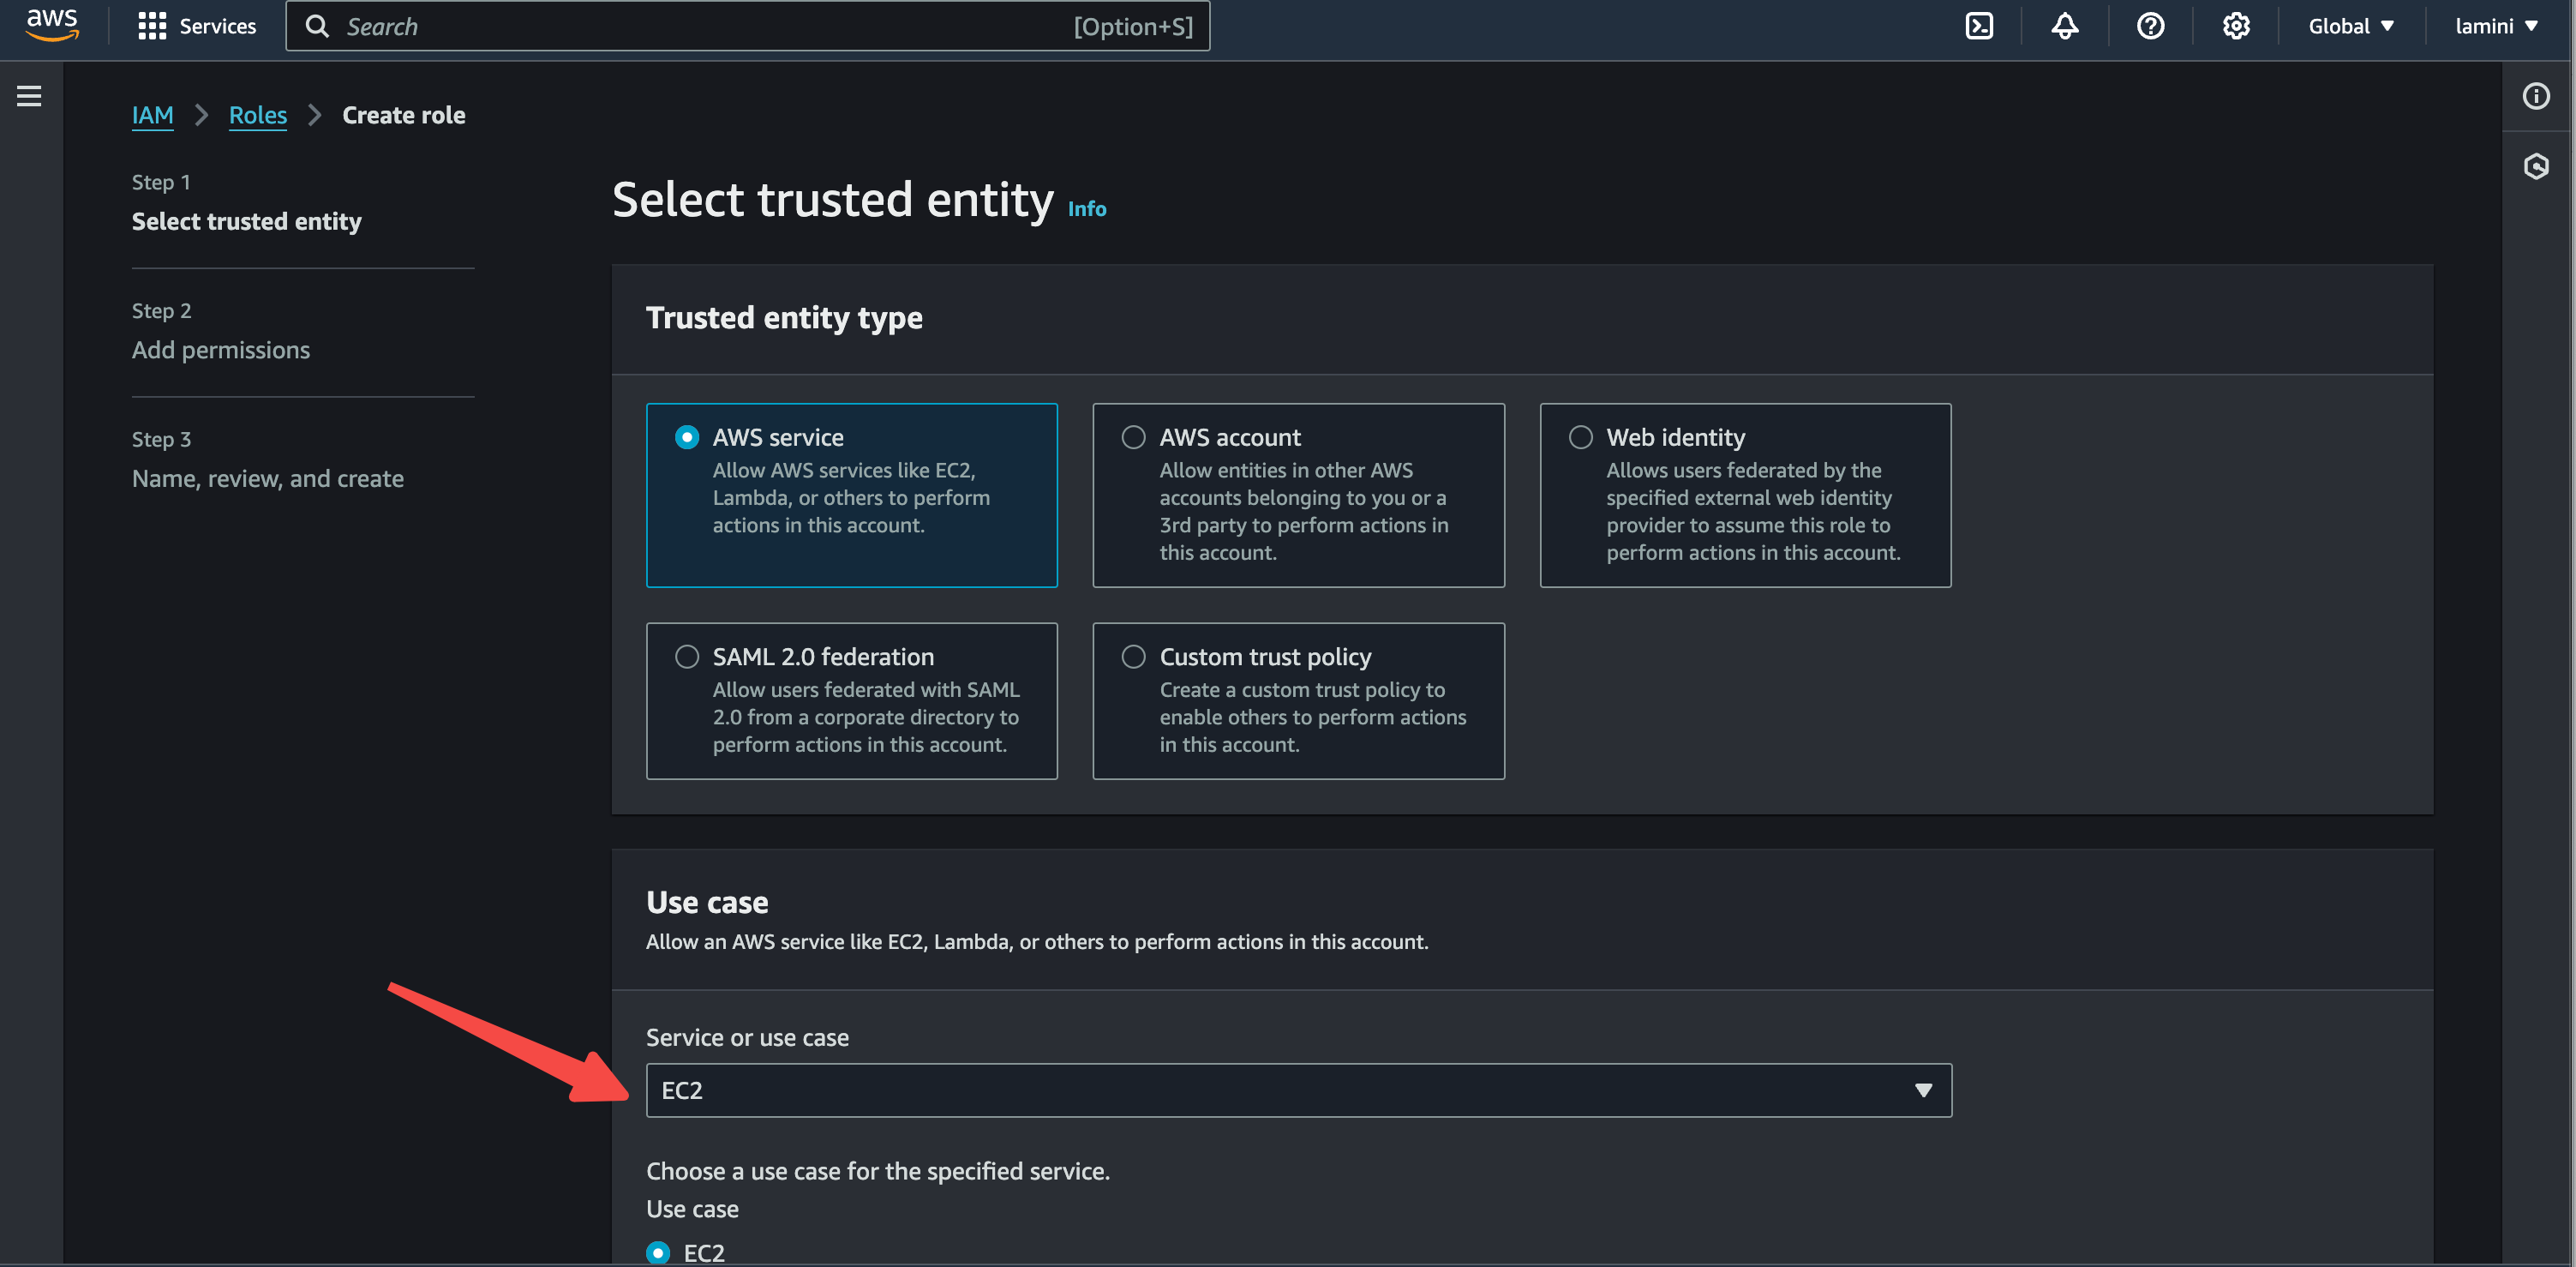 aws
Services
Search
[Option+S]
Global
lamini
IAM
Roles
Create role
Step 1
Select trusted entity
Step 2
Add permissions
Step 3
Name, review, and create
Select trusted entity Info
Trusted entity type
AWS service
Allow AWS services like EC2,
Lambda, or others to perform
actions in this account.
AWS account
Allow entities in other AWS
accounts belonging to you or a
3rd party to perform actions in
this account.
Web identity
Allows users federated by the
specified external web identity
provider to assume this role to
perform actions in this account.
SAML 2.0 federation
Allow users federated with SAML
2.0 from a corporate directory to
perform actions in this account.
Custom trust policy
Create a custom trust policy to
enable others to perform actions
in this account.
Use case
Allow an AWS service like EC2, Lambda, or others to perform actions in this account.
Service or use case
EC2
Choose a use case for the specified service.
Use case
EC2